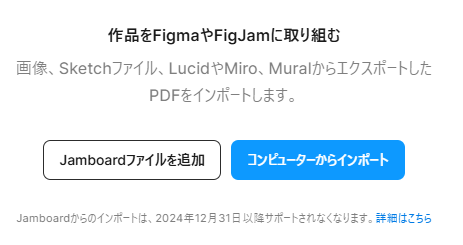 作品をFigmaやFigJamに取り組む
画像、Sketchファイル、LucidやMiro、Muralからエクスポートした
PDFをインポートします。
Jamboardファイルを追加
コンピューターからインポート
Jamboardからのインポートは、2024年12月31日以降サポートされなくなります。詳細はこちら